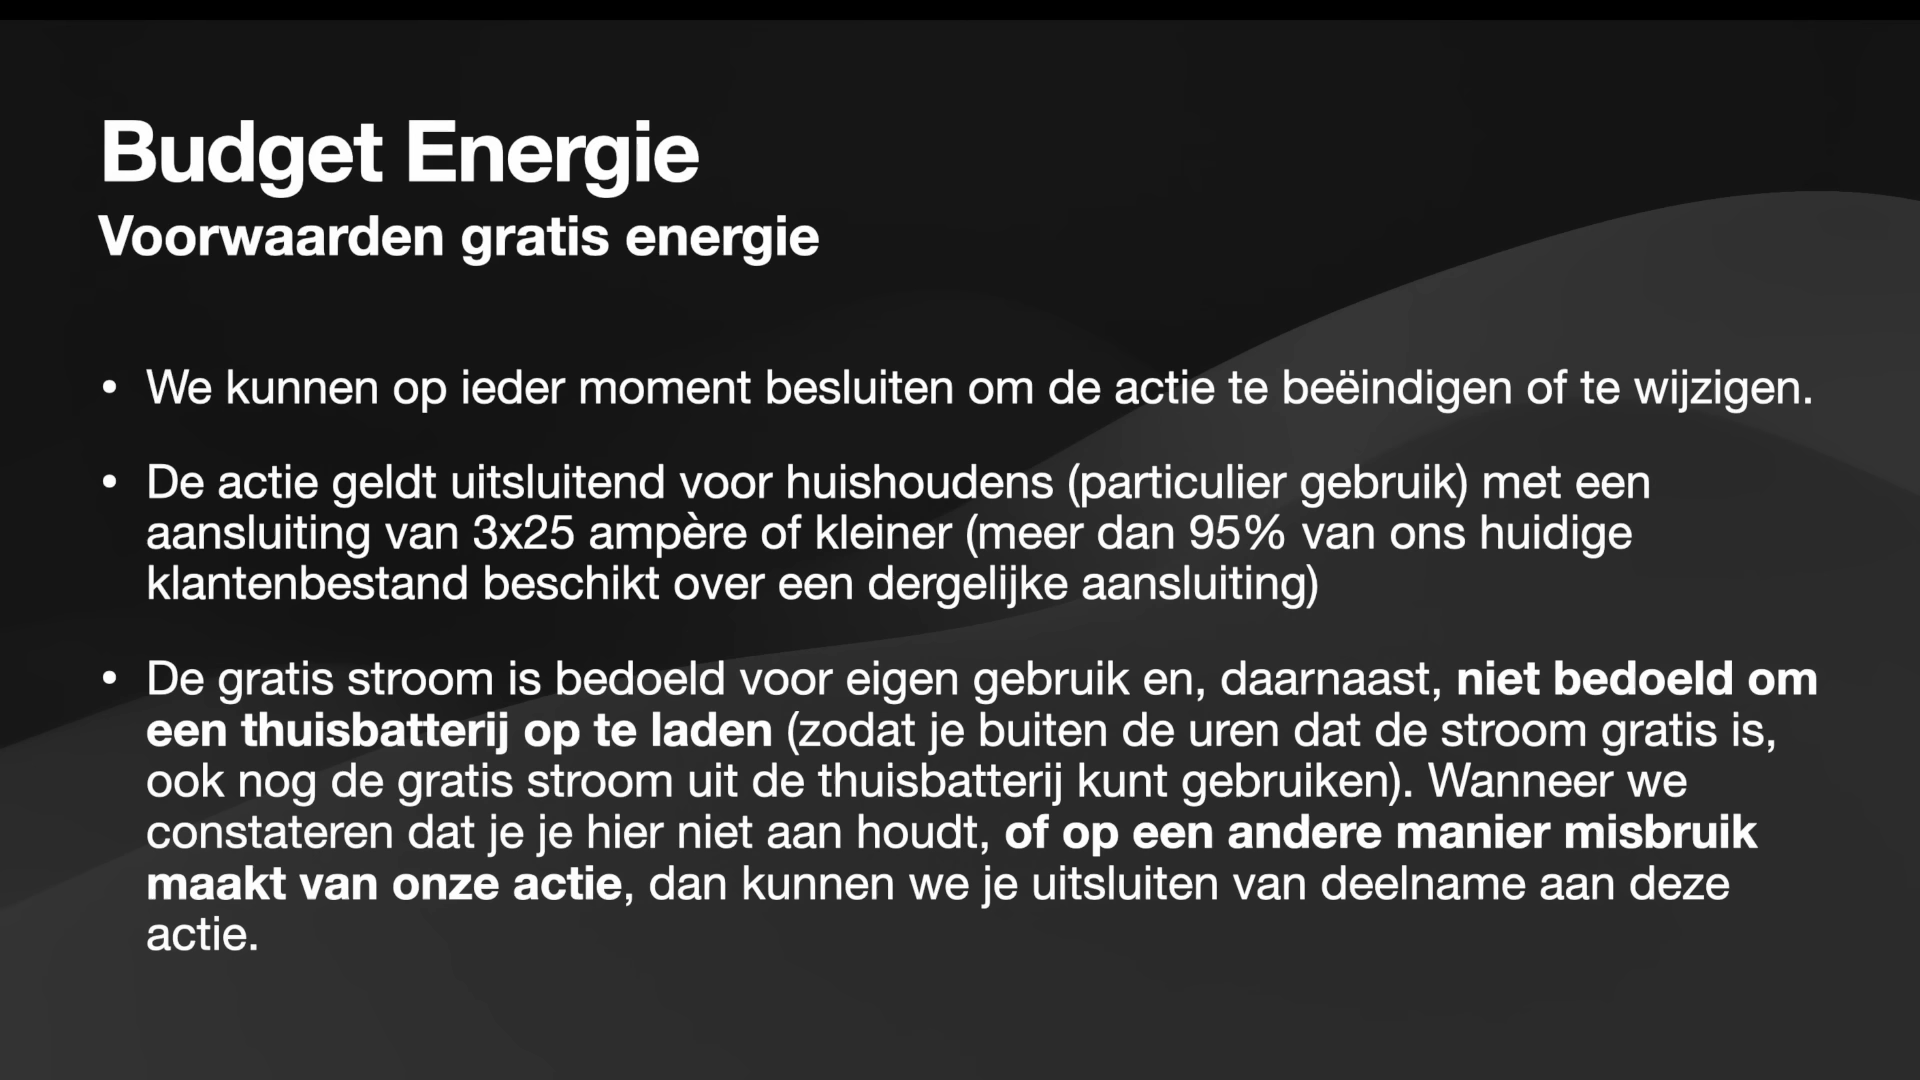 Budget Energie
Voorwaarden gratis energie
• We kunnen op ieder moment besluiten om de actie te beëindigen of te wijzigen.
• De actie geldt uitsluitend voor huishoudens (particulier gebruik) met een
aansluiting van 3x25 ampère of kleiner (meer dan 95% van ons huidige
klantenbestand beschikt over een dergelijke aansluiting)
• De gratis stroom is bedoeld voor eigen gebruik en, daarnaast, niet bedoeld om
een thuisbatterij op te laden (zodat je buiten de uren dat de stroom gratis is,
ook nog de gratis stroom uit de thuisbatterij kunt gebruiken). Wanneer we
constateren dat je je hier niet aan houdt, of op een andere manier misbruik
maakt van onze actie, dan kunnen we je uitsluiten van deelname aan deze
actie.